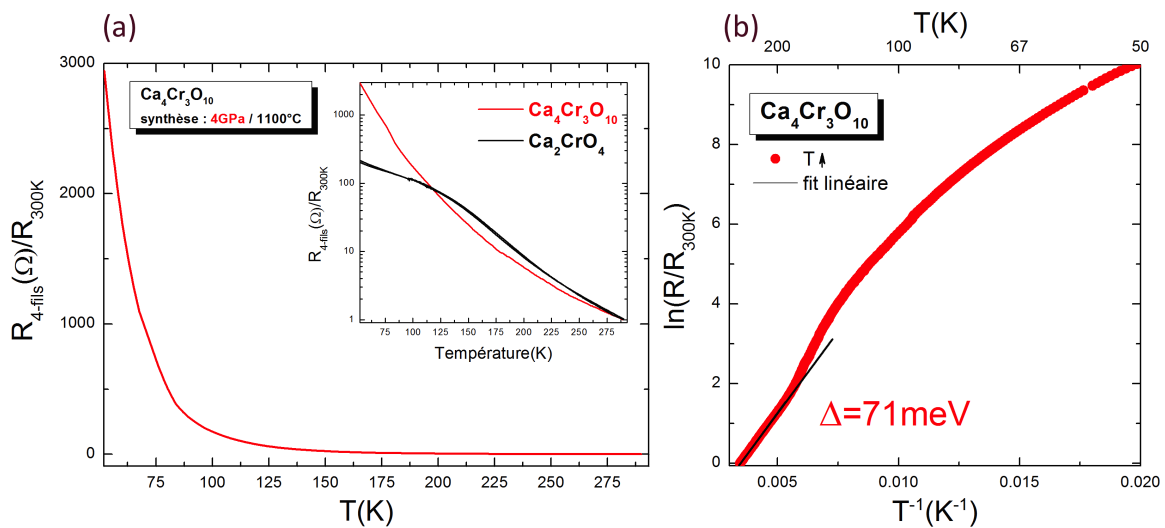 (a)
3000
2000
1000
0
R4-fils(Ω)/R300K
75 100 125 150 175 200 225 250 275
T(K)
Ca4Cr3O10
synthèse : 4GPa / 1100°C
1000
100
10
1
R4-fils(Ω)/R300K
75 100 125 150 175 200 225 250 275
Température(K)
Ca4Cr3O10
Ca2CrO4
(b)
T(K)
200 100 67 50
10
8
6
4
2
0
ln(R/R300K)
0.005 0.010 0.015 0.020
T-1(K-1)
Ca4Cr3O10
T
fit linéaire
Δ=71meV